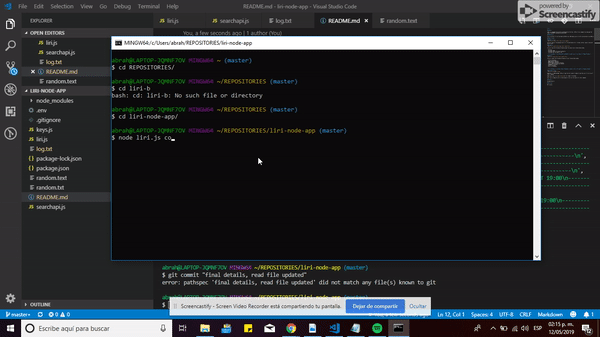 File Edit Selection View Go Debug Terminal Help
README.md - liri-node-app - Visual Studio Code
powered by
Screencastify
EXPLORER
OPEN EDITORS
liri.js
searchapi.js
log.txt
README.md
random.text
You, a few seconds ago | 1 author (You)
liri.js
searchapi.js
log.txt
README.md
random.text
LIRI-NODE-APP
node_modules
.env
.gitignore
keys.js
liri.js
log.txt
package-lock.json
package.json
random.text
random.txt
README.md
searchapi.js
OUTLINE
MINGW64:/c/Users/abrah/REPOSITORIES/liri-node-app
abrah@LAPTOP-JQMNF7OV MINGW64 ~ (master)
$ cd REPOSITORIES/
abrah@LAPTOP-JQMNF7OV MINGW64 ~/REPOSITORIES (master)
$ cd liri-b
bash: cd: liri-b: No such file or directory
abrah@LAPTOP-JQMNF7OV MINGW64 ~/REPOSITORIES (master)
$ cd liri-node-app/
abrah@LAPTOP-JQMNF7OV MINGW64 ~/REPOSITORIES/liri-node-app (master)
$ node liri.js co
abrah@LAPTOP-JQMNF7OV MINGW64 ~/REPOSITORIES/liri-node-app (master)
$ git commit "final details, read file updated"
error: pathspec 'final details, read file updated' did not match any file(s) known to git
Screencastify - Screen Video Recorder está compartiendo tu pantalla.
Dejar de compartir
Ocultar
master
Ln 12, Col 1
Spaces: 4
UTF-8
CRLF
Markdown
Escribe aquí para buscar
ESP
02:15 p. m.
12/05/2019